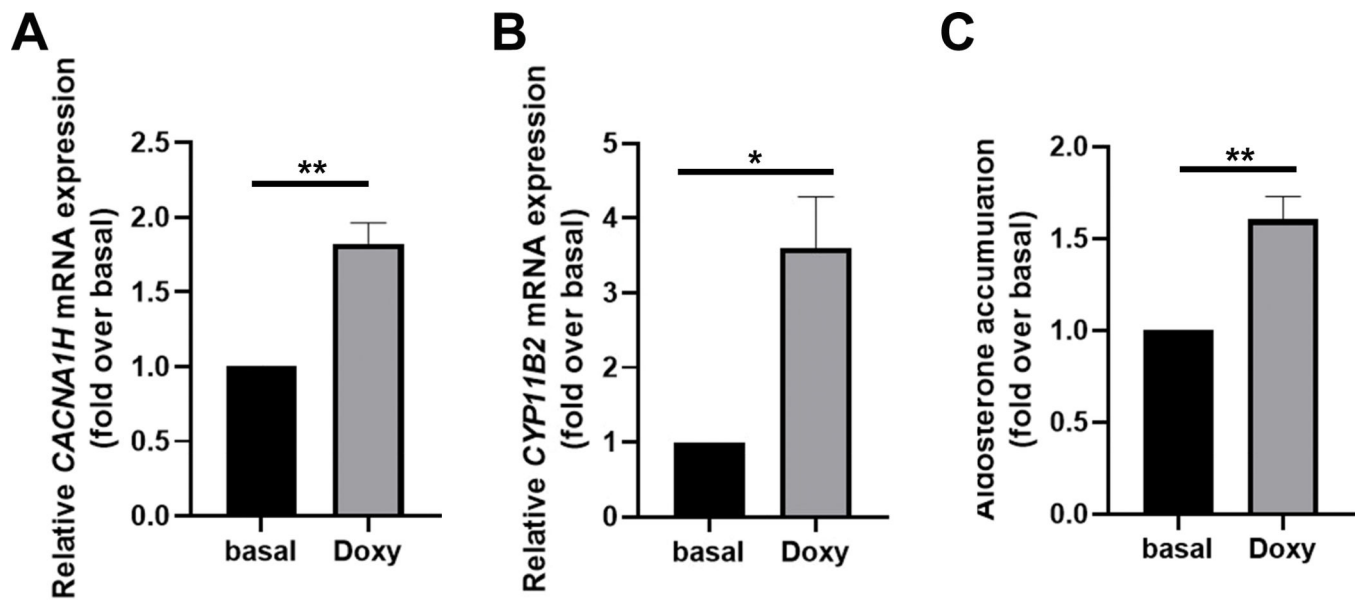 A
Relative CACNA1H mRNA expression
(fold over basal)
2.5
2.0
1.5
1.0
0.5
0.0
**
basal
Doxy
B
Relative CYP11B2 mRNA expression
(fold over basal)
5
4
3
2
1
0
*
basal
Doxy
C
Aldosterone accumulation
(fold over basal)
2.0
1.5
1.0
0.5
0.0
**
basal
Doxy